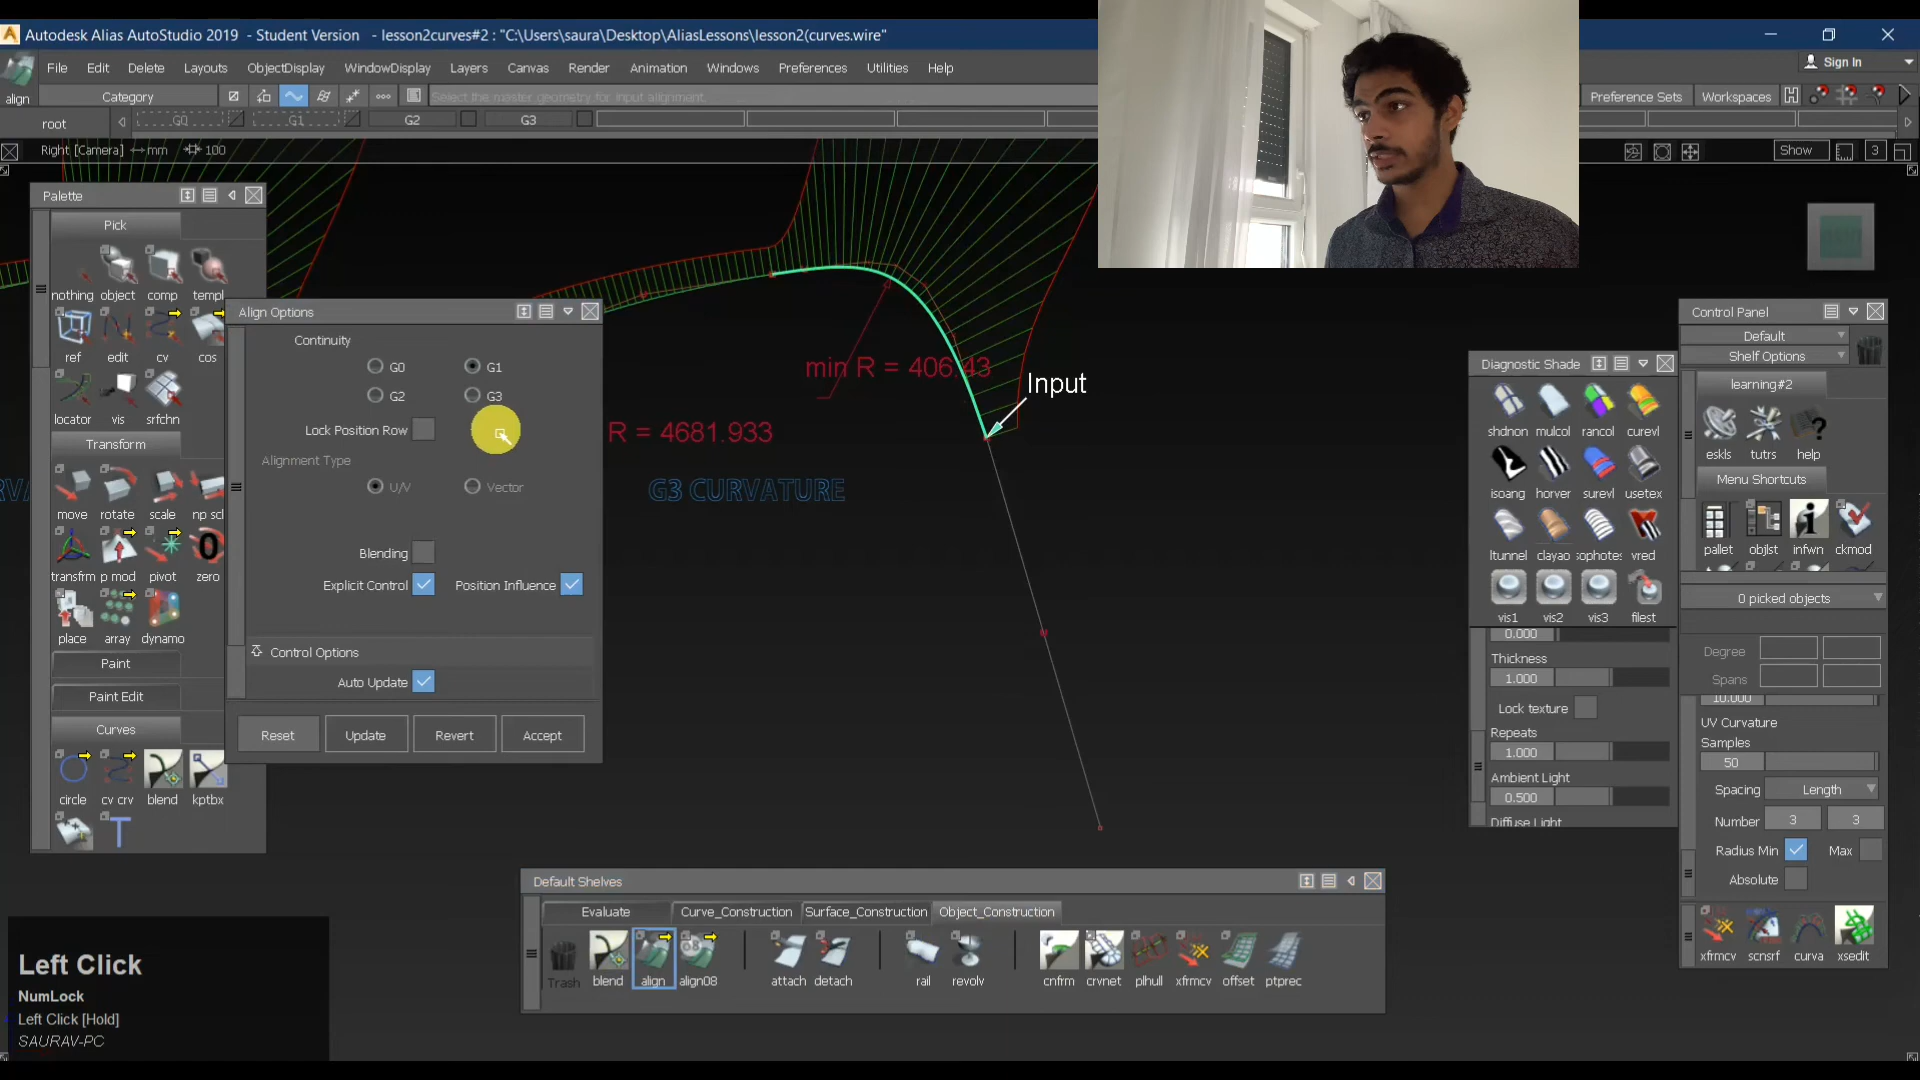 Autodesk Alias AutoStudio 2019 - Student Version - lesson2curves#2 : "C:\Users\saura\Desktop\AliasLessons\lesson2(curves.wire"
File Edit Delete Layouts ObjectDisplay WindowDisplay Layers Canvas Render Animation Windows Preferences Utilities Help
Sign In
align Category Select the master geometry for input alignment.
Preference Sets Workspaces
root G0 G1 G2 G3
Right [Camera] mm 100
Show 3
Palette
Pick
nothing object comp templ
ref edit cv cos
locator vis srfchn
Transform
move rotate scale np scl
transfrm p mod pivot zero
place array dynamo
Paint
Paint Edit
Curves
circle cv crv blend kptbx
Align Options
Continuity
G0 G1
G2 G3
Lock Position Row
Alignment Type
U/V Vector
Blending
Explicit Control Position Influence
Control Options
Auto Update
Reset Update Revert Accept
min R = 406.43
Input
R = 4681.933
G3 CURVATURE
Diagnostic Shade
shdnon mulcol rancol curevl
isoang horver surevl usetex
ltunnel clayao sophotes vred
vis1 vis2 vis3 filest
0.000
Thickness
1.000
Lock texture
Repeats
1.000
Ambient Light
0.500
Diffuse Light
Control Panel
Default
Shelf Options
learning#2
eskls tutrs help
Menu Shortcuts
pallet objlst infwn ckmod
0 picked objects
Degree
Spans
10.000
UV Curvature
Samples
50
Spacing Length
Number 3 3
Radius Min Max
Absolute
xfrmcv scnsrf curva xsedit
Default Shelves
Evaluate Curve_Construction Surface_Construction Object_Construction
Trash blend align align08 attach detach rail revolv cnfrm crvnet plhull xfrmcv offset ptprec
Left Click
NumLock
Left Click [Hold]
SAURAV-PC